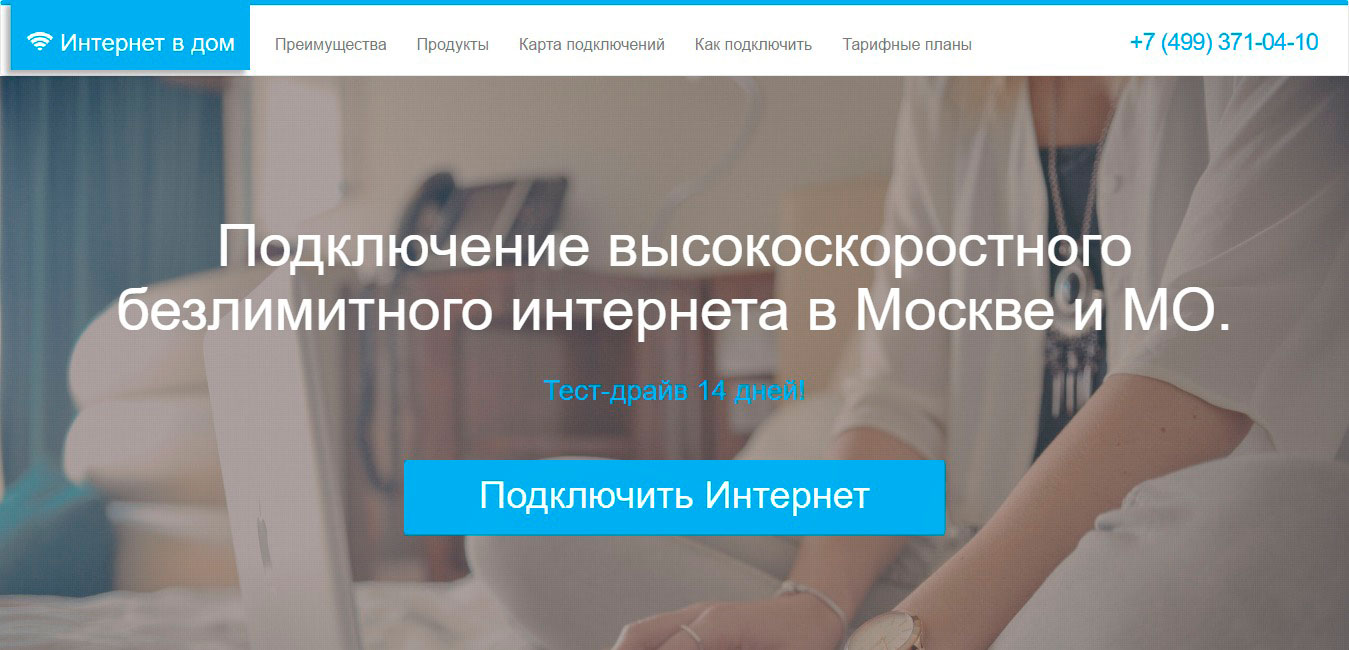 Интернет в дом
Преимущества
Продукты
Карта подключений
Как подключить
Тарифные планы
+7 (499) 371-04-10
Подключение высокоскоростного
безлимитного интернета в Москве и МО.
Тест-драйв 14 дней!
Подключить Интернет